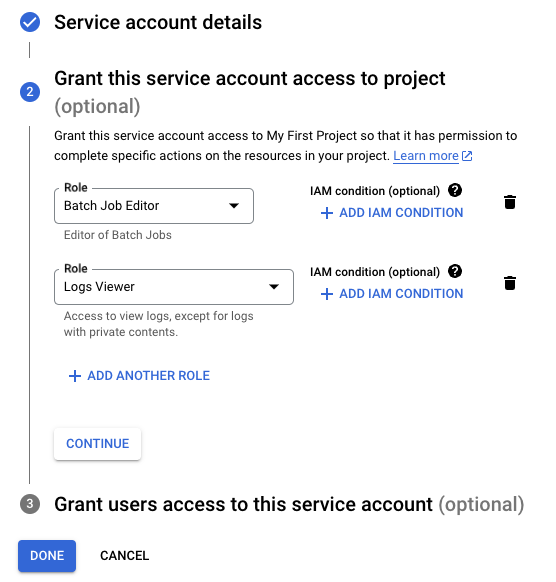 Service account details
2
Grant this service account access to project
(optional)
Grant this service account access to My First Project so that it has permission to
complete specific actions on the resources in your project. Learn more
Role
Batch Job Editor
Editor of Batch Jobs
IAM condition (optional) ?
+ ADD IAM CONDITION
Role
Logs Viewer
Access to view logs, except for logs
with private contents.
IAM condition (optional) ?
+ ADD IAM CONDITION
+ ADD ANOTHER ROLE
CONTINUE
3
Grant users access to this service account (optional)
DONE CANCEL